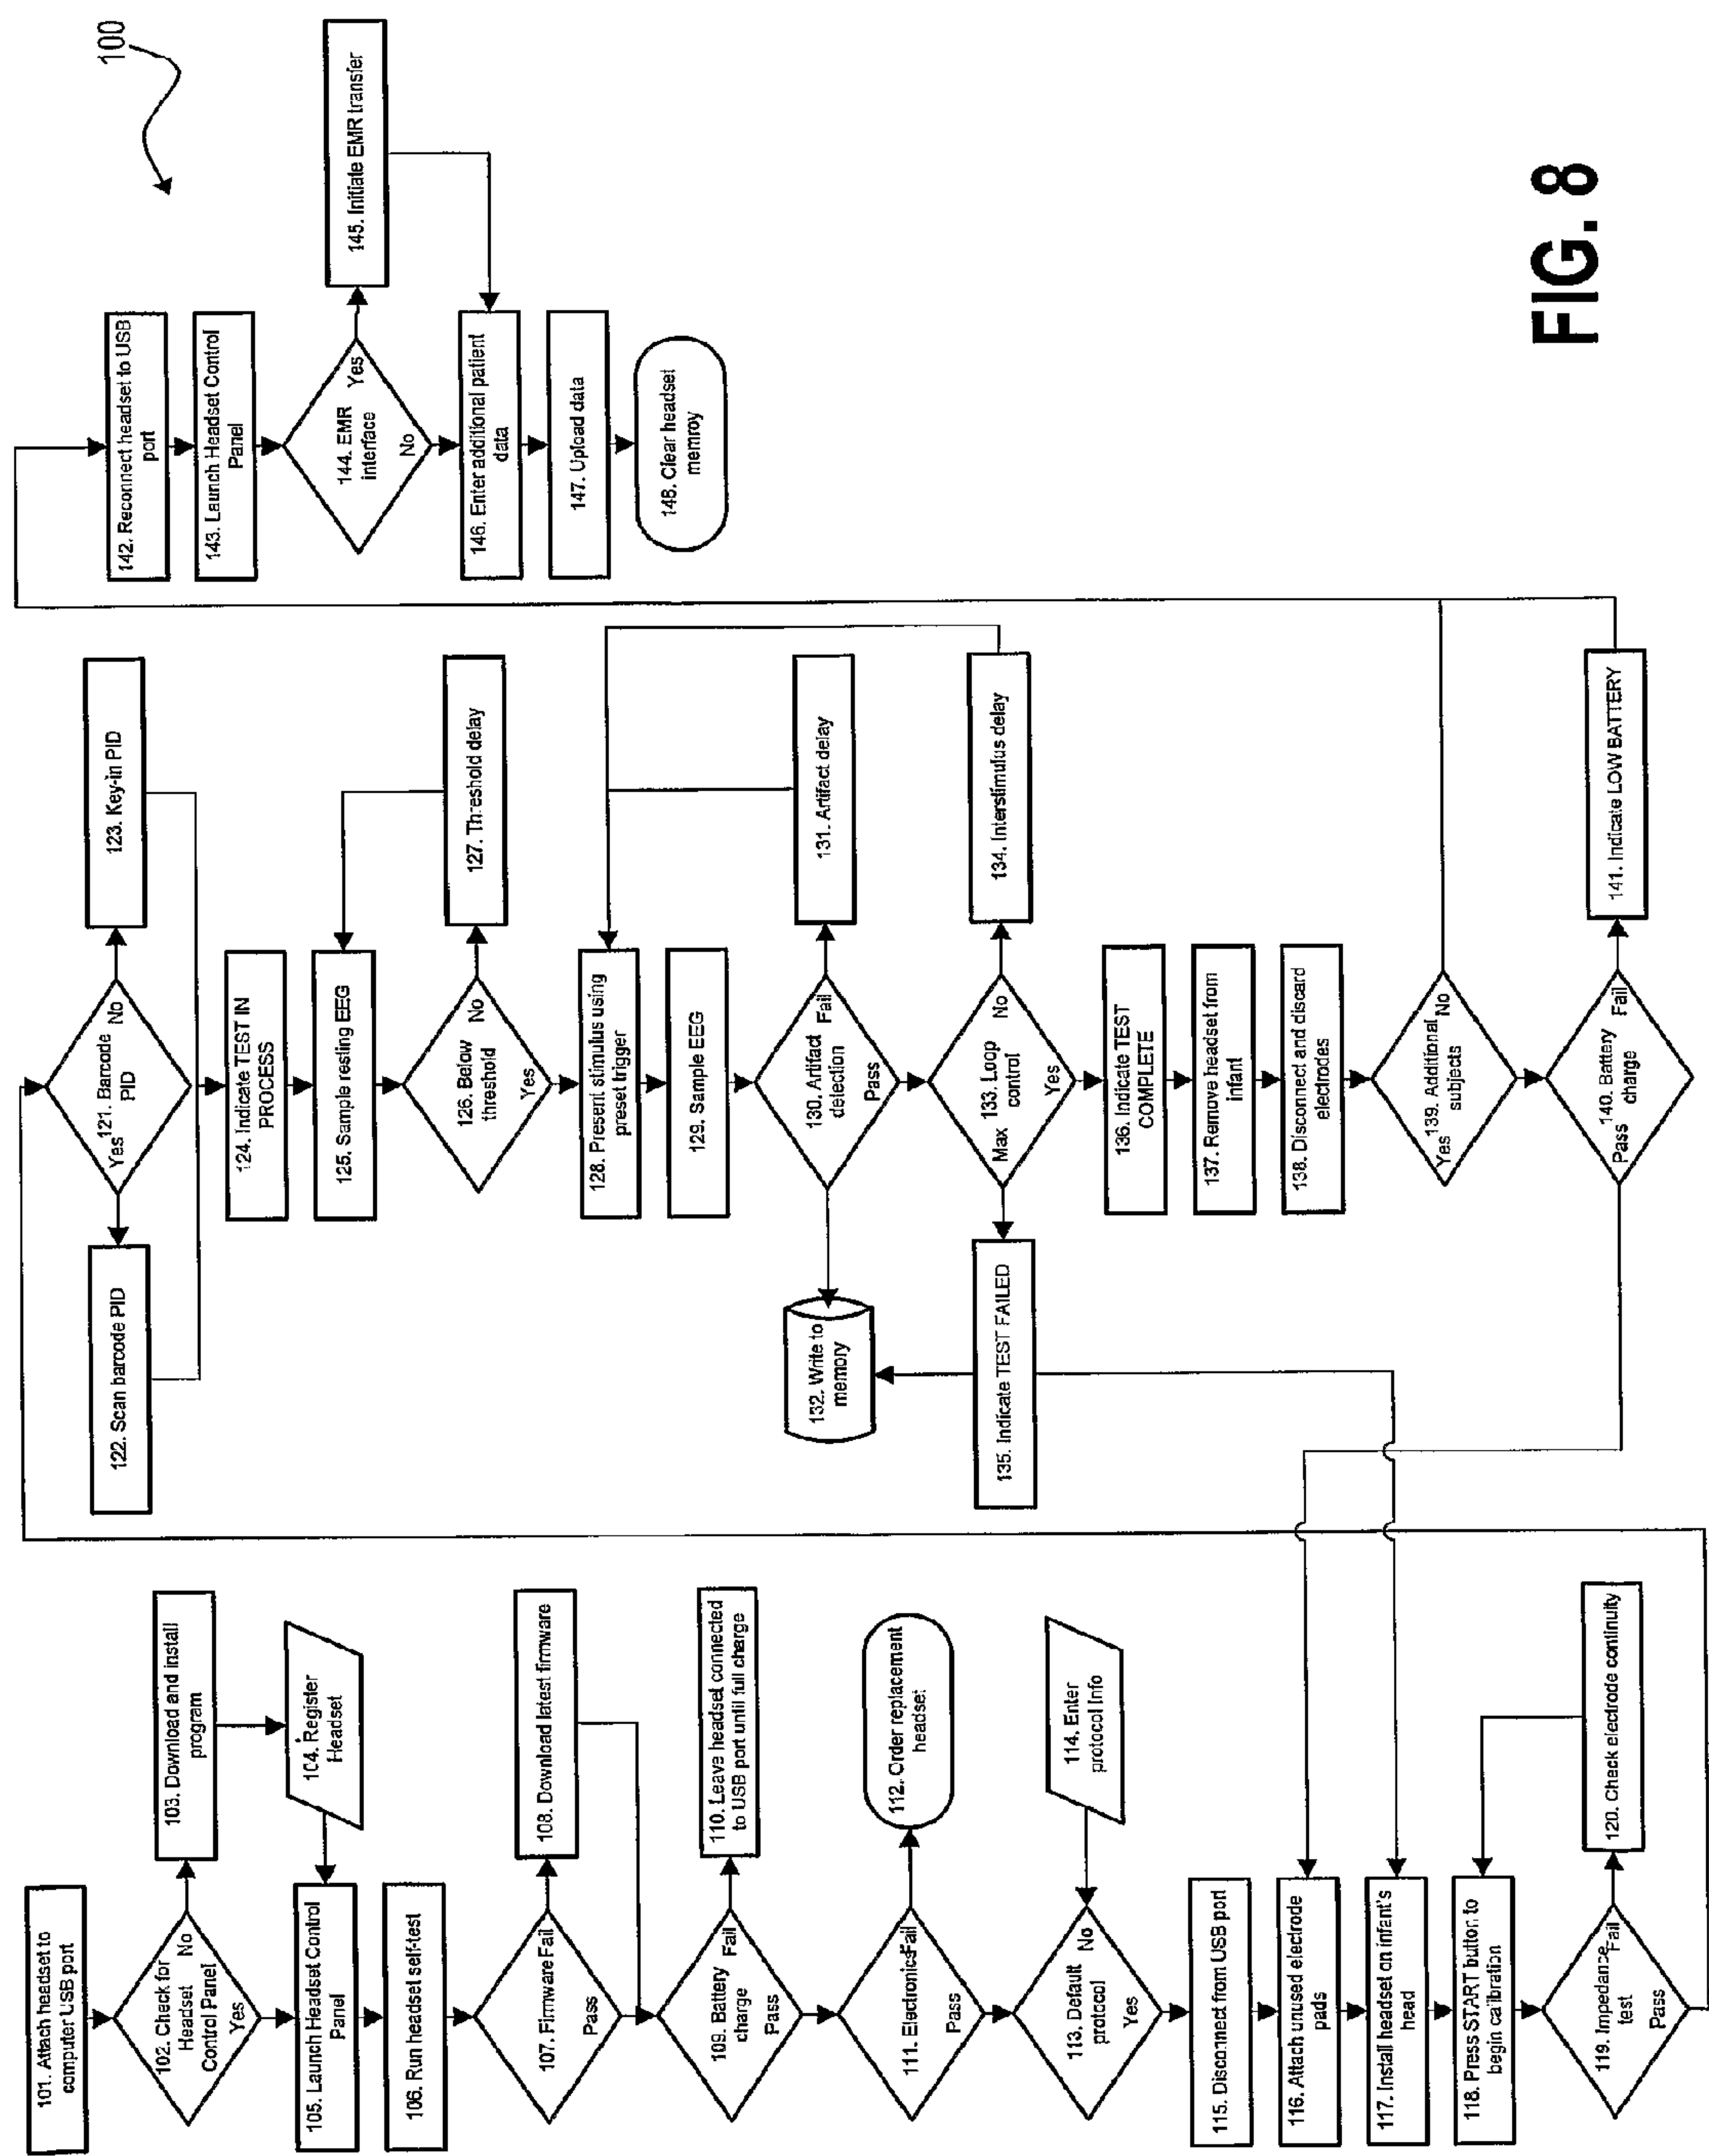 100
101. Attach headset to
computer USB port
102. Check for
Headset
Control Panel
No
Yes
103. Download and install
program
104. Register
Headset
105. Launch Headset Control
Panel
106. Run headset self-test
107. Firmware
Fail
Pass
108. Download latest firmware
109. Battery
charge
Fail
Pass
110. Leave headset connected
to USB port until full charge
111. Electronics
Fail
Pass
112. Order replacement
headset
113. Default
protocol
No
Yes
114. Enter
protocol Info
115. Disconnect from USB port
116. Attach unused electrode
pads
117. Install headset on infant's
head
118. Press START button to
begin calibration
119. Impedance
test
Fail
Pass
120. Check electrode continuity
121. Barcode
PID
Yes
No
122. Scan barcode PID
123. Key-in PID
124. Indicate TEST IN
PROCESS
125. Sample resting EEG
126. Below
threshold
No
Yes
127. Threshold delay
128. Present stimulus using
preset trigger
129. Sample EEG
130. Artifact
detection
Fail
Pass
131. Artifact delay
132. Write to
memory
133. Loop
control
Max
No
Yes
134. Interstimulus delay
135. Indicate TEST FAILED
136. Indicate TEST
COMPLETE
137. Remove headset from
infant
138. Disconnect and discard
electrodes
139. Additional
subjects
Yes
No
140. Battery
charge
Pass
Fail
141. Indicate LOW BATTERY
142. Reconnect headset to USB
port
143. Launch Headset Control
Panel
144. EMR
interface
Yes
No
145. Initiate EMR transfer
146. Enter additional patient
data
147. Upload data
148. Clear headset
memroy
FIG. 8